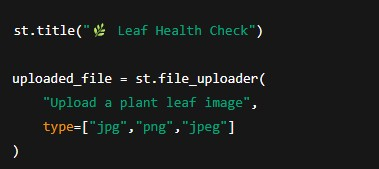 st.title("🌿 Leaf Health Check")
uploaded_file = st.file_uploader(
    "Upload a plant leaf image",
    type=["jpg","png","jpeg"]
)